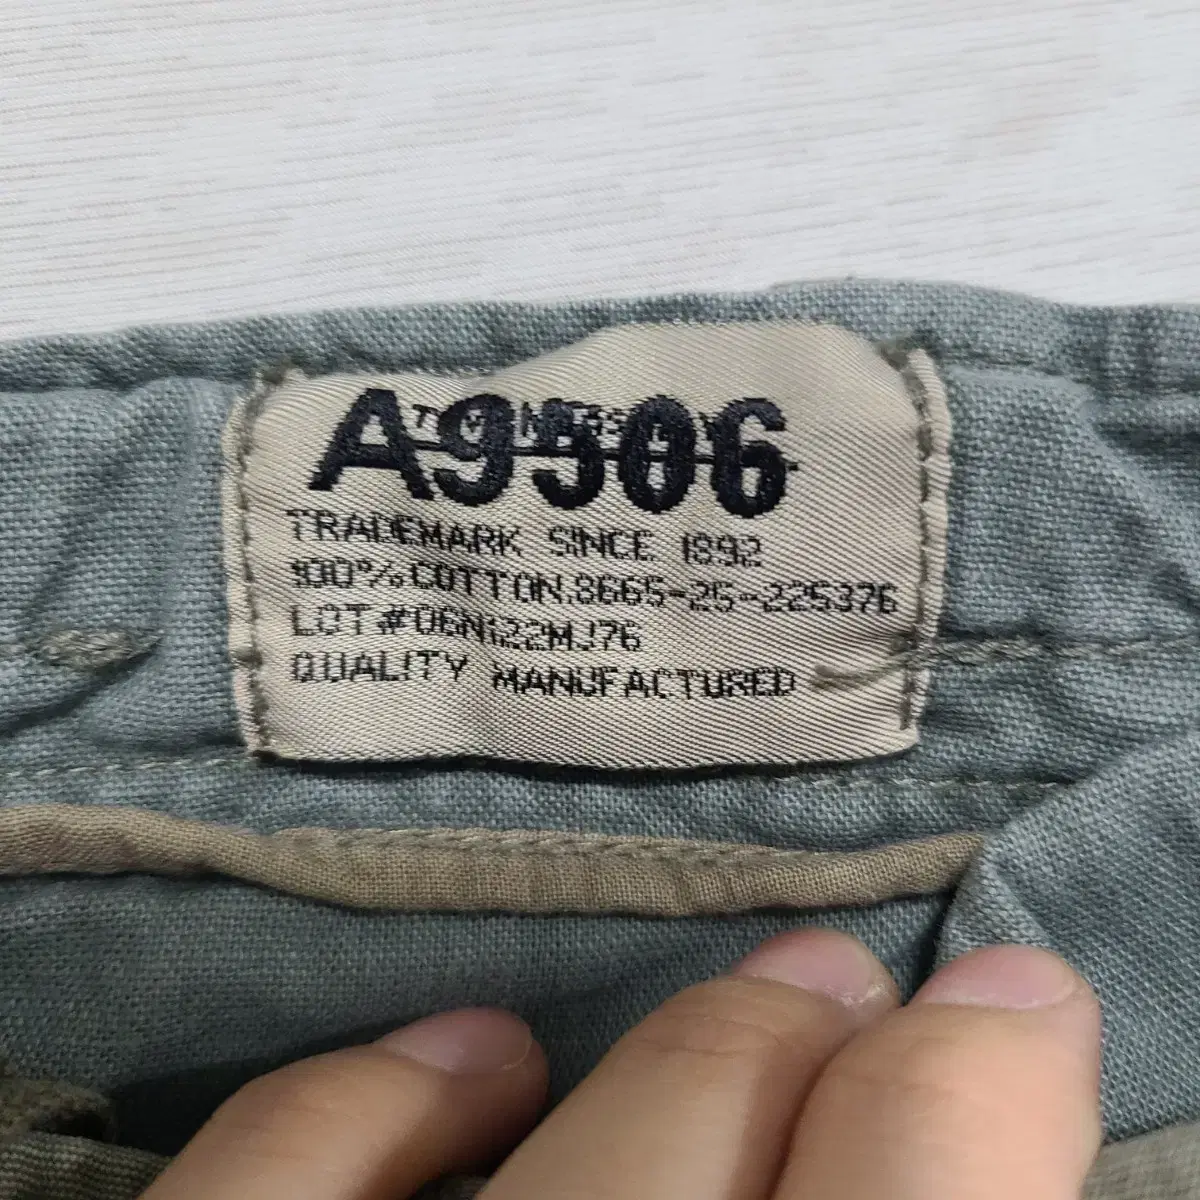 A9506
TRADEMARK SINCE 1892
100% COTTON.8665-25-225376
LOT #06N122MJ76
QUALITY MANUFACTURED